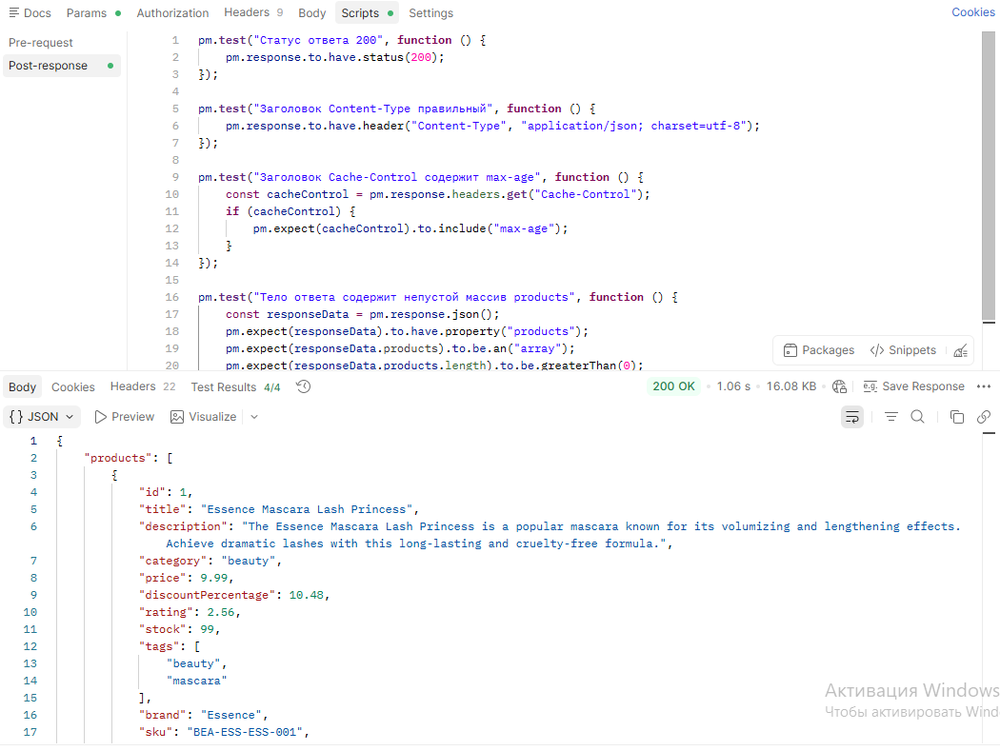 Docs Params Authorization Headers 9 Body Scripts Settings Cookies
Pre-request
Post-response
1 pm.test("Статус ответа 200", function () {
2 pm.response.to.have.status(200);
3 });
4
5 pm.test("Заголовок Content-Type правильный", function () {
6 pm.response.to.have.header("Content-Type", "application/json; charset=utf-8");
7 });
8
9 pm.test("Заголовок Cache-Control содержит max-age", function () {
10 const cacheControl = pm.response.headers.get("Cache-Control");
11 if (cacheControl) {
12 pm.expect(cacheControl).to.include("max-age");
13 }
14 });
15
16 pm.test("Тело ответа содержит непустой массив products", function () {
17 const responseData = pm.response.json();
18 pm.expect(responseData).to.have.property("products");
19 pm.expect(responseData.products).to.be.an("array");
20 pm.expect(responseData.products.length).to.be.greaterThan(0);
Packages Snippets
Body Cookies Headers 22 Test Results 4/4 200 OK 1.06 s 16.08 KB e.g. Save Response
{} JSON Preview Visualize
1 {
2 "products": [
3 {
4 "id": 1,
5 "title": "Essence Mascara Lash Princess",
6 "description": "The Essence Mascara Lash Princess is a popular mascara known for its volumizing and lengthening effects.
Achieve dramatic lashes with this long-lasting and cruelty-free formula.",
7 "category": "beauty",
8 "price": 9.99,
9 "discountPercentage": 10.48,
10 "rating": 2.56,
11 "stock": 99,
12 "tags": [
13 "beauty",
14 "mascara"
15 ],
16 "brand": "Essence",
17 "sku": "BEA-ESS-ESS-001",
Активация Windows
Чтобы активировать Wind